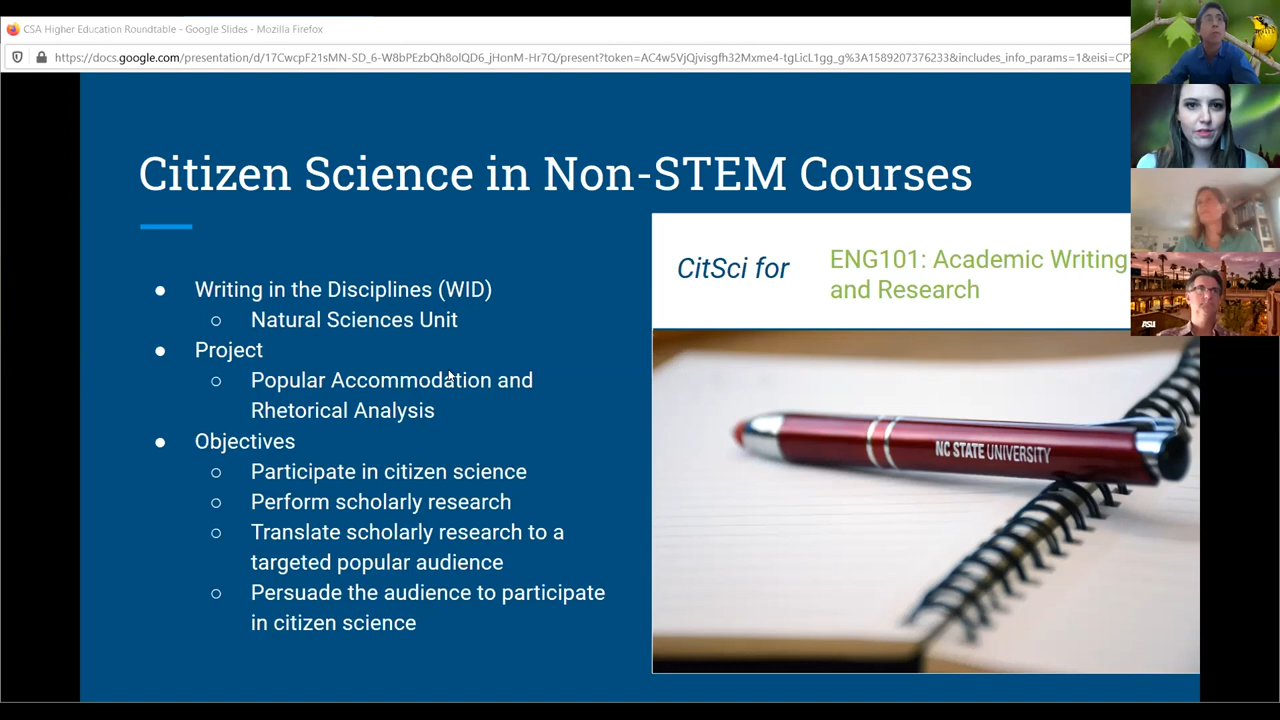 CSA Higher Education Roundtable - Google Slides - Mozilla Firefox
https://docs.google.com/presentation/d/17CwcpF21sMN-SD_6-W8bPEzbQh8oIQD6_jHonM-Hr7Q/present?token=AC4w5VjQjvisgfh32Mxme4-tgLicL1gg_g%3A1589207376233&includes_info_params=1&eisi=CP
Citizen Science in Non-STEM Courses
CitSci for
ENG101: Academic Writing
and Research
● Writing in the Disciplines (WID)
○ Natural Sciences Unit
● Project
○ Popular Accommodation and
Rhetorical Analysis
● Objectives
○ Participate in citizen science
○ Perform scholarly research
○ Translate scholarly research to a
targeted popular audience
○ Persuade the audience to participate
in citizen science
NC STATE UNIVERSITY
ASU